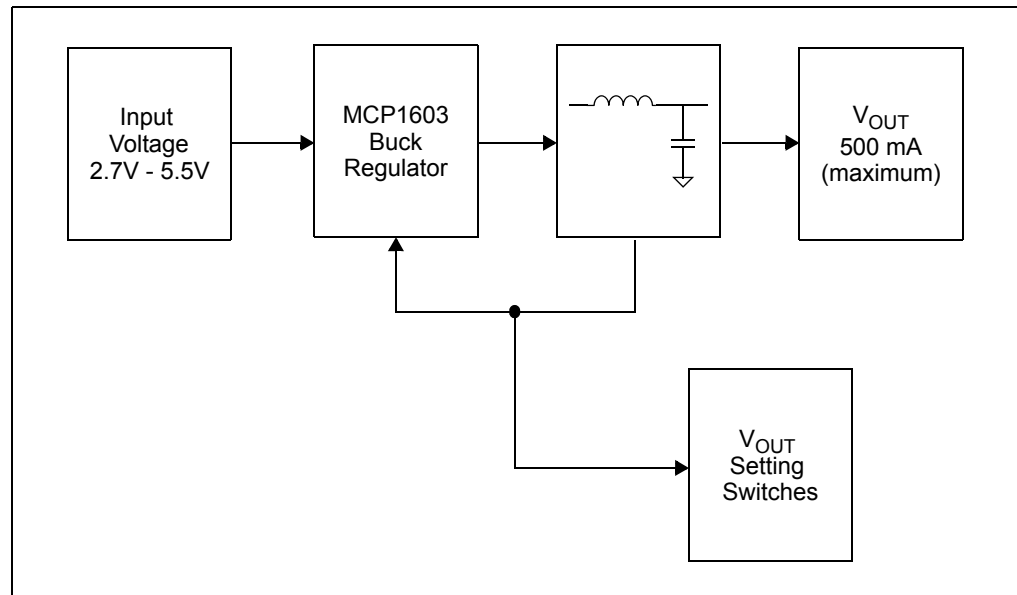 Input
Voltage
2.7V - 5.5V
MCP1603
Buck
Regulator
VOUT
500 mA
(maximum)
VOUT
Setting
Switches